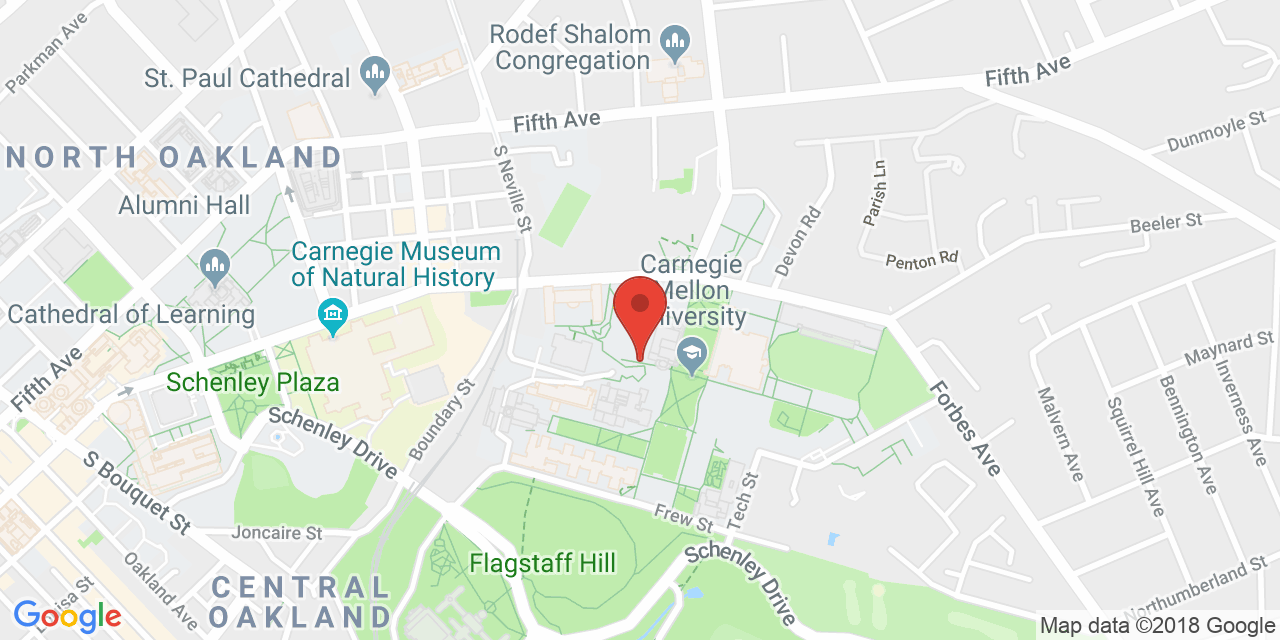 Parkman Ave
Rodef Shalom
Congregation
St. Paul Cathedral
Fifth Ave
Fifth Ave
Dunmoyle St
NORTH OAKLAND
S Neville St
Parish Ln
Alumni Hall
Devon Rd
Beeler St
Carnegie Museum
of Natural History
Penton Rd
Carnegie
Mellon
University
Cathedral of Learning
Fifth Ave
Maynard St
Schenley Plaza
Boundary St
Schenley Drive
Forbes Ave
Malvern Ave
Squirrel Hill Ave
Bennington Ave
Inverness Ave
S Bouquet St
Joncaire St
Frew St
Tech St
Oakland Ave
Flagstaff Hill
Schenley Drive
CENTRAL
OAKLAND
Northumberland St
Google
Map data ©2018 Google